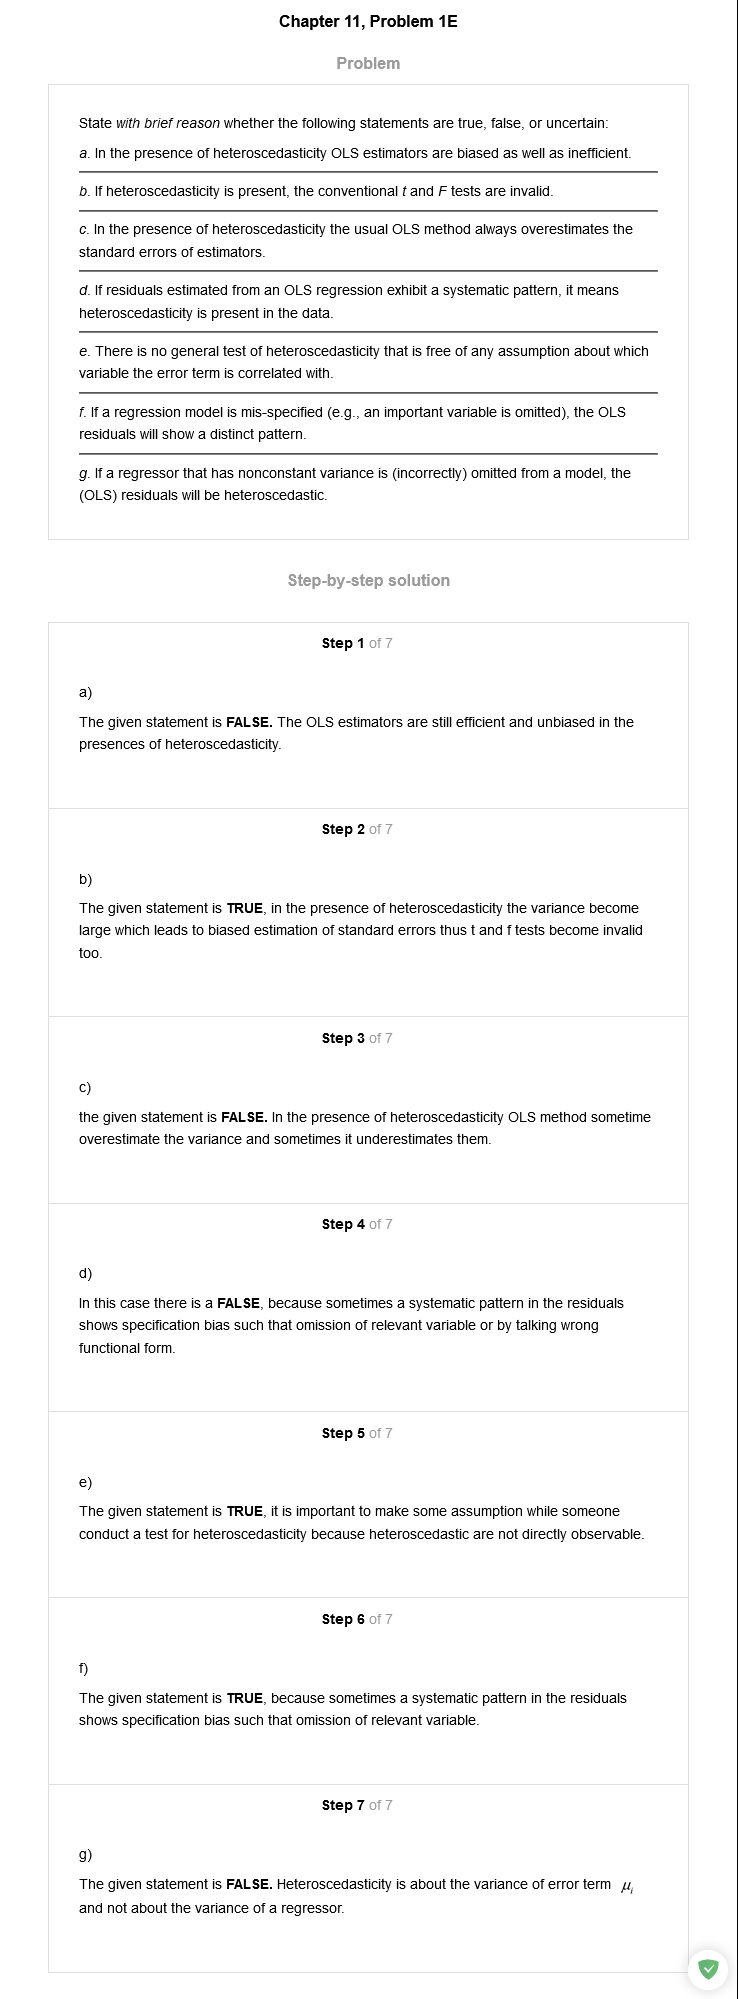 Chapter 11, Problem 1E
Problem
State with brief reason whether the following statements are true, false, or uncertain:
a. In the presence of heteroscedasticity OLS estimators are biased as well as inefficient.
b. If heteroscedasticity is present, the conventional t and F tests are invalid.
c. In the presence of heteroscedasticity the usual OLS method always overestimates the
standard errors of estimators.
d. If residuals estimated from an OLS regression exhibit a systematic pattern, it means
heteroscedasticity is present in the data.
e. There is no general test of heteroscedasticity that is free of any assumption about which
variable the error term is correlated with.
f. If a regression model is mis-specified (e.g., an important variable is omitted), the OLS
residuals will show a distinct pattern.
g. If a regressor that has nonconstant variance is (incorrectly) omitted from a model, the
(OLS) residuals will be heteroscedastic.
Step-by-step solution
Step 1 of 7
a)
The given statement is FALSE. The OLS estimators are still efficient and unbiased in the
presences of heteroscedasticity.
Step 2 of 7
b)
The given statement is TRUE, in the presence of heteroscedasticity the variance become
large which leads to biased estimation of standard errors thus t and f tests become invalid
too.
Step 3 of 7
c)
the given statement is FALSE. In the presence of heteroscedasticity OLS method sometime
overestimate the variance and sometimes it underestimates them.
Step 4 of 7
d)
In this case there is a FALSE, because sometimes a systematic pattern in the residuals
shows specification bias such that omission of relevant variable or by talking wrong
functional form.
Step 5 of 7
e)
The given statement is TRUE, it is important to make some assumption while someone
conduct a test for heteroscedasticity because heteroscedastic are not directly observable.
Step 6 of 7
f)
The given statement is TRUE, because sometimes a systematic pattern in the residuals
shows specification bias such that omission of relevant variable.
Step 7 of 7
g)
The given statement is FALSE. Heteroscedasticity is about the variance of error term μi
and not about the variance of a regressor.